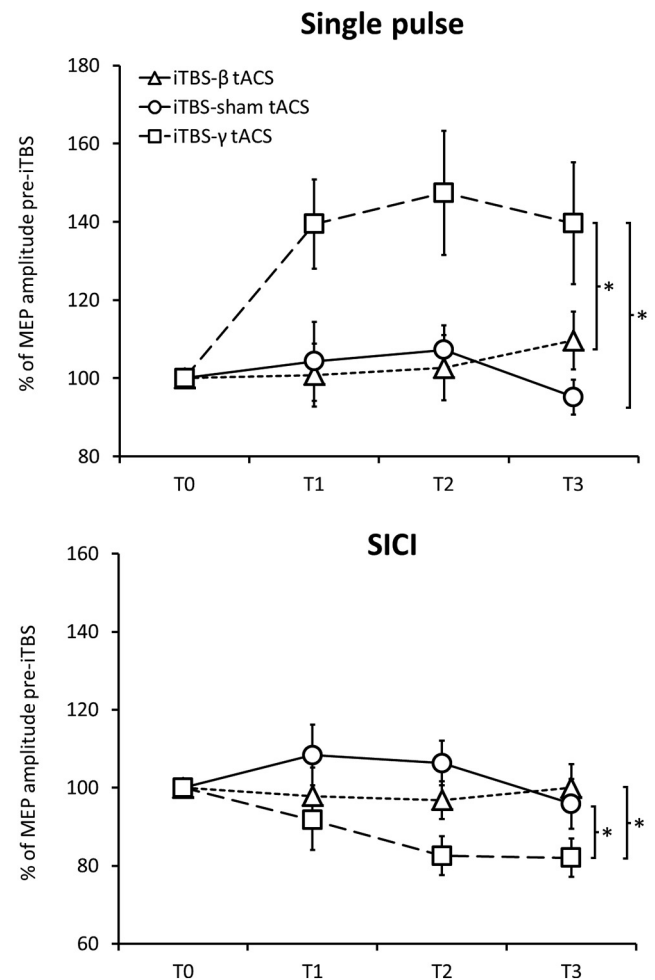 Single pulse
% of MEP amplitude pre-iTBS
180
160
140
120
100
80
iTBS-β tACS
iTBS-sham tACS
iTBS-γ tACS
*
*
T0 T1 T2 T3
SICI
% of MEP amplitude pre-iTBS
160
140
120
100
80
60
*
*
T0 T1 T2 T3